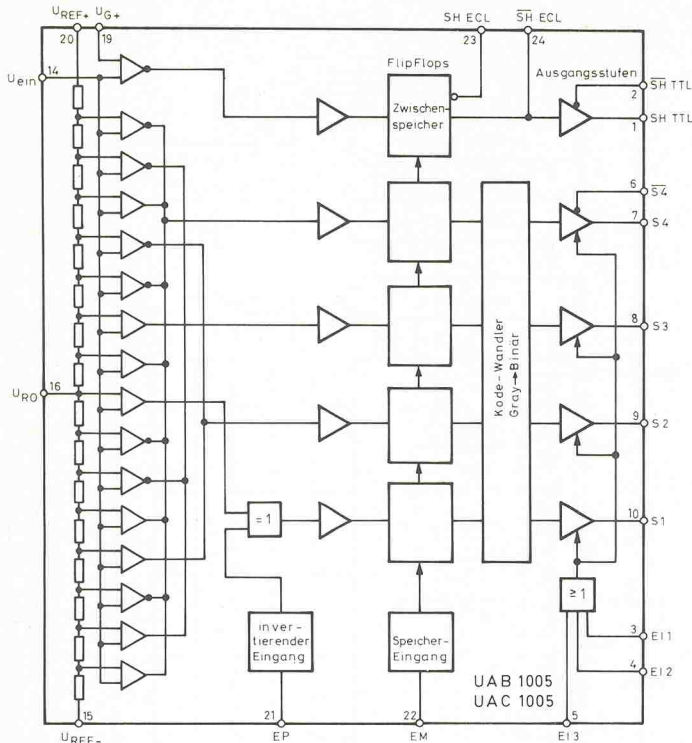 U_REF+ U_G+
20 19
SH ECL S̅H̅ ECL
23 24
FlipFlops
Ausgangsstufen
U_ein 14
Zwischen-
speicher
2 S̅H̅ TTL
1 SH TTL
6 S̅4̅
7 S4
8 S3
U_RO 16
Kode-Wandler
Gray→Binär
9 S2
= 1
10 S1
≥ 1
inver-
tierender
Eingang
Speicher-
Eingang
3 EI1
4 EI2
UAB 1005
UAC 1005
15 21 22 5
U_REF- EP EM EI3